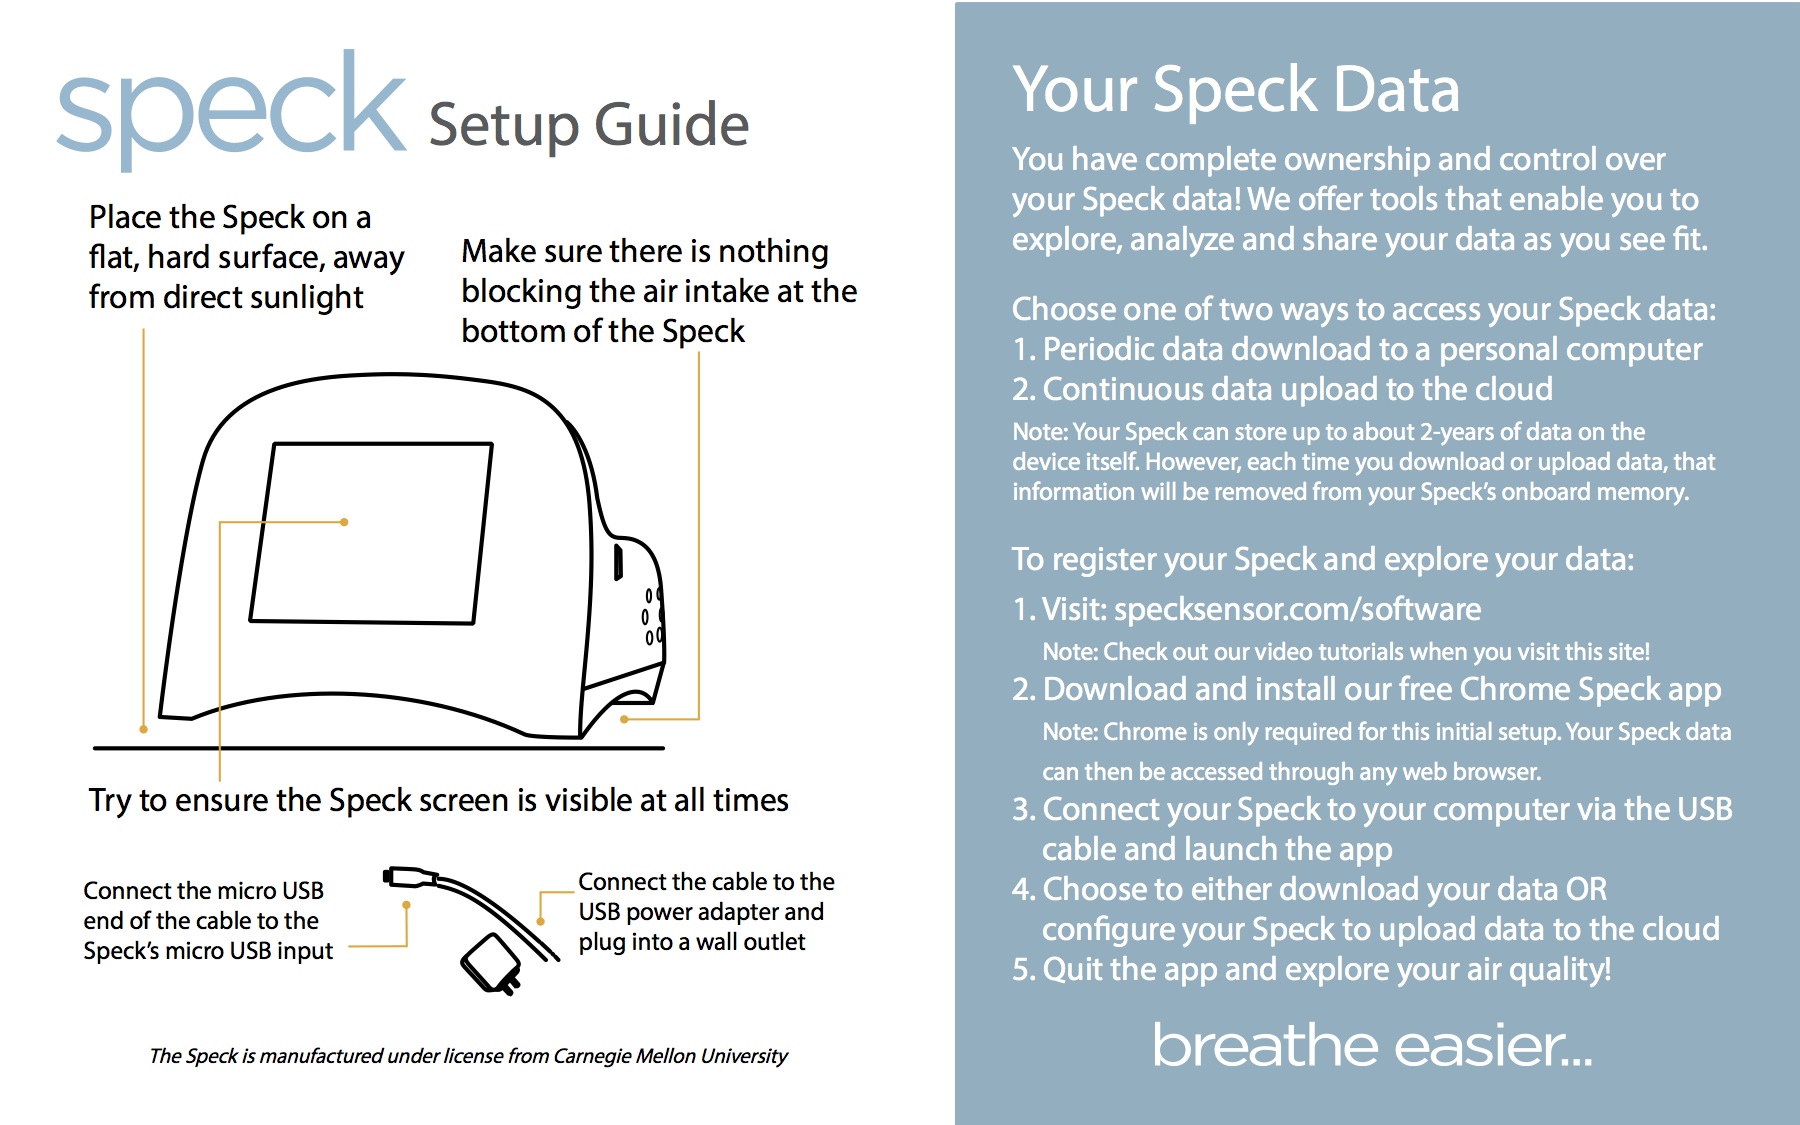 speck Setup Guide
Place the Speck on a
flat, hard surface, away
from direct sunlight
Make sure there is nothing
blocking the air intake at the
bottom of the Speck
Try to ensure the Speck screen is visible at all times
Connect the micro USB
end of the cable to the
Speck's micro USB input
Connect the cable to the
USB power adapter and
plug into a wall outlet
The Speck is manufactured under license from Carnegie Mellon University
Your Speck Data
You have complete ownership and control over
your Speck data! We offer tools that enable you to
explore, analyze and share your data as you see fit.
Choose one of two ways to access your Speck data:
1. Periodic data download to a personal computer
2. Continuous data upload to the cloud
Note: Your Speck can store up to about 2-years of data on the
device itself. However, each time you download or upload data, that
information will be removed from your Speck's onboard memory.
To register your Speck and explore your data:
1. Visit: specksensor.com/software
Note: Check out our video tutorials when you visit this site!
2. Download and install our free Chrome Speck app
Note: Chrome is only required for this initial setup. Your Speck data
can then be accessed through any web browser.
3. Connect your Speck to your computer via the USB
cable and launch the app
4. Choose to either download your data OR
configure your Speck to upload data to the cloud
5. Quit the app and explore your air quality!
breathe easier...